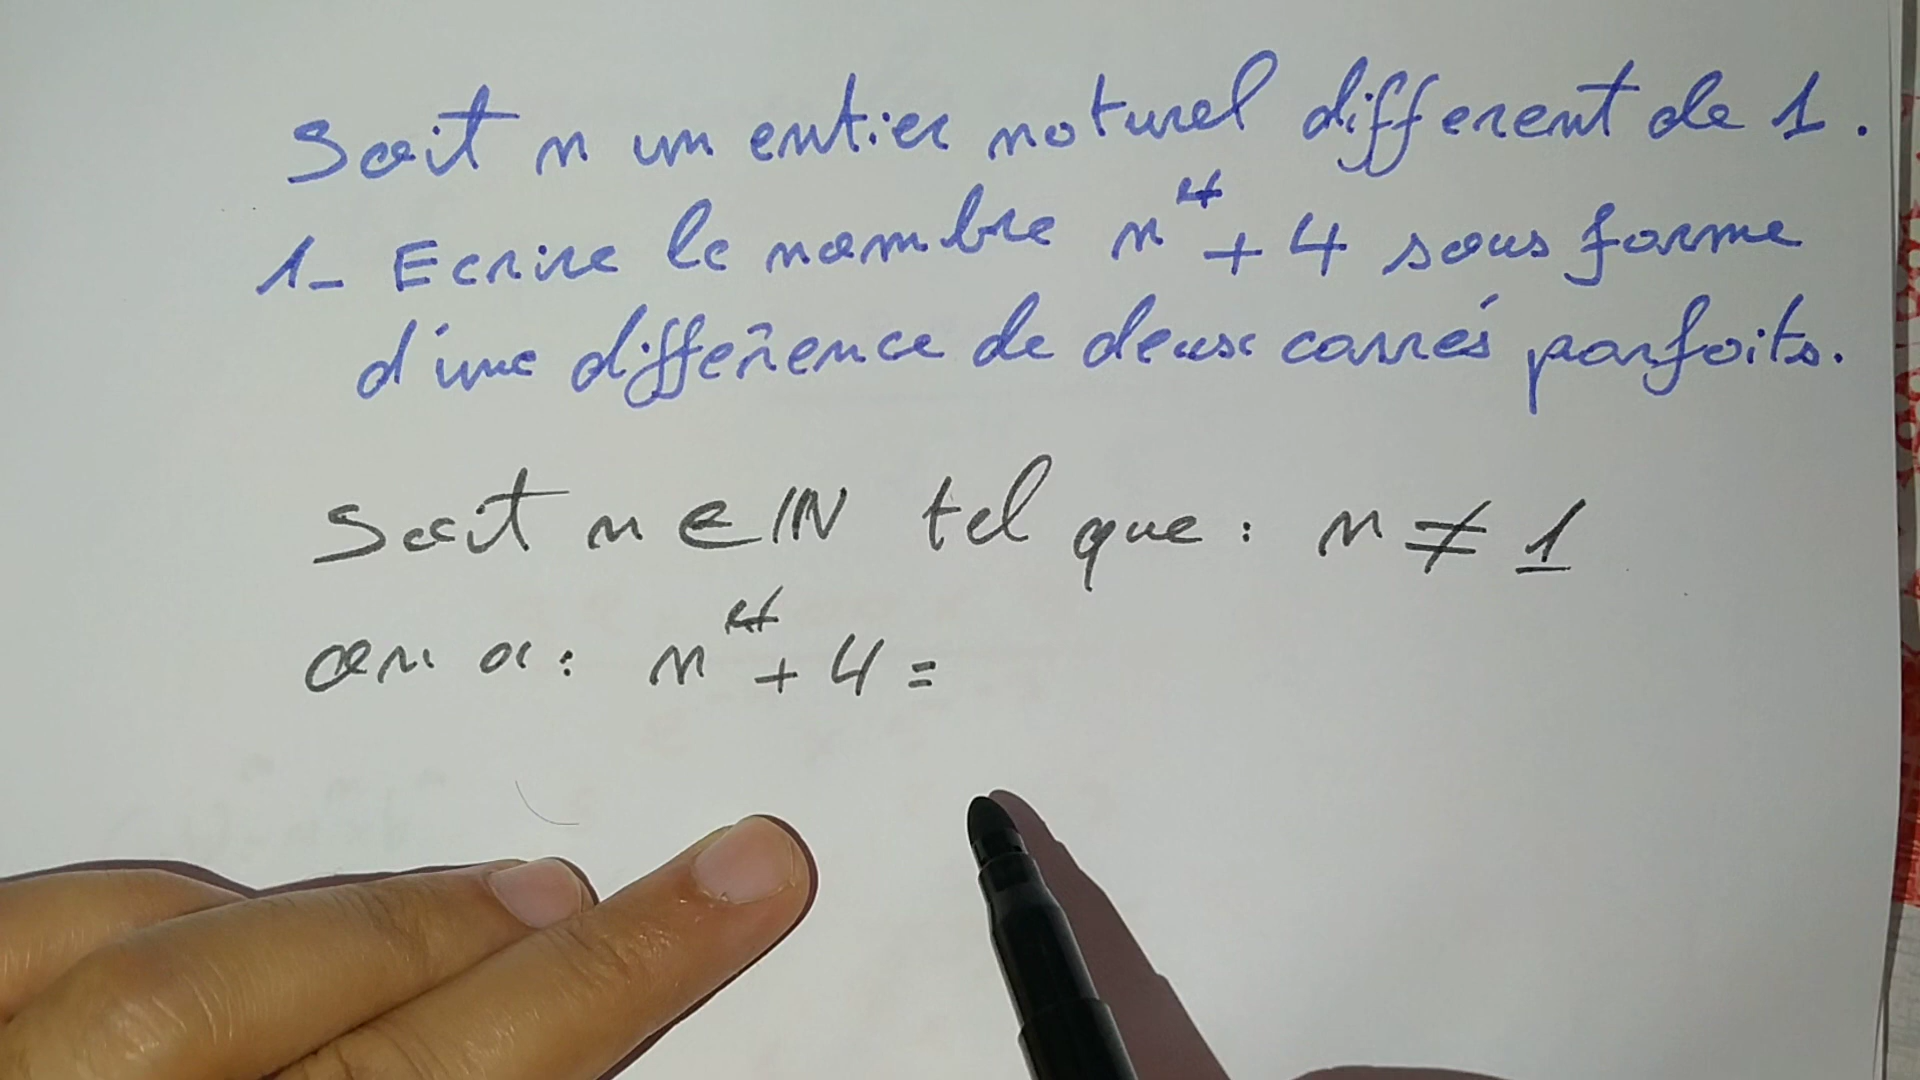 Soit n un entier naturel different de 1.
1- Ecrire le nombre n⁴ + 4 sous forme
d'une différence de deux carrés parfaits.
Soit n ∈ ℕ tel que : n ≠ 1
on a : n⁴ + 4 =